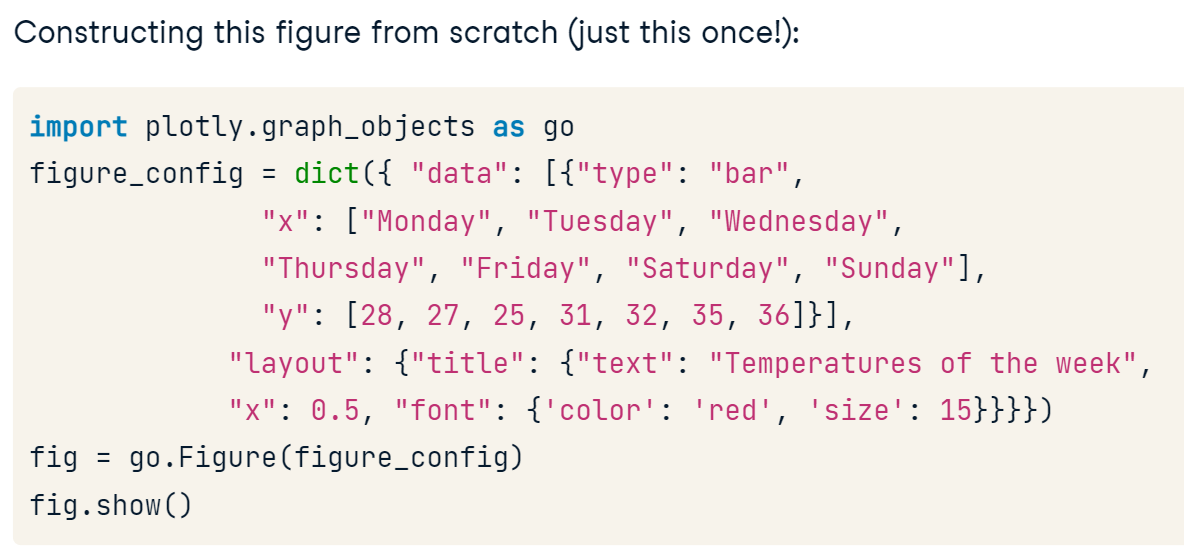 Constructing this figure from scratch (just this once!):
import plotly.graph_objects as go
figure_config = dict({ "data": [{"type": "bar",
"x": ["Monday", "Tuesday", "Wednesday",
"Thursday", "Friday", "Saturday", "Sunday"],
"y": [28, 27, 25, 31, 32, 35, 36]}],
"layout": {"title": {"text": "Temperatures of the week",
"x": 0.5, "font": {'color': 'red', 'size': 15}}}})
fig = go.Figure(figure_config)
fig.show()